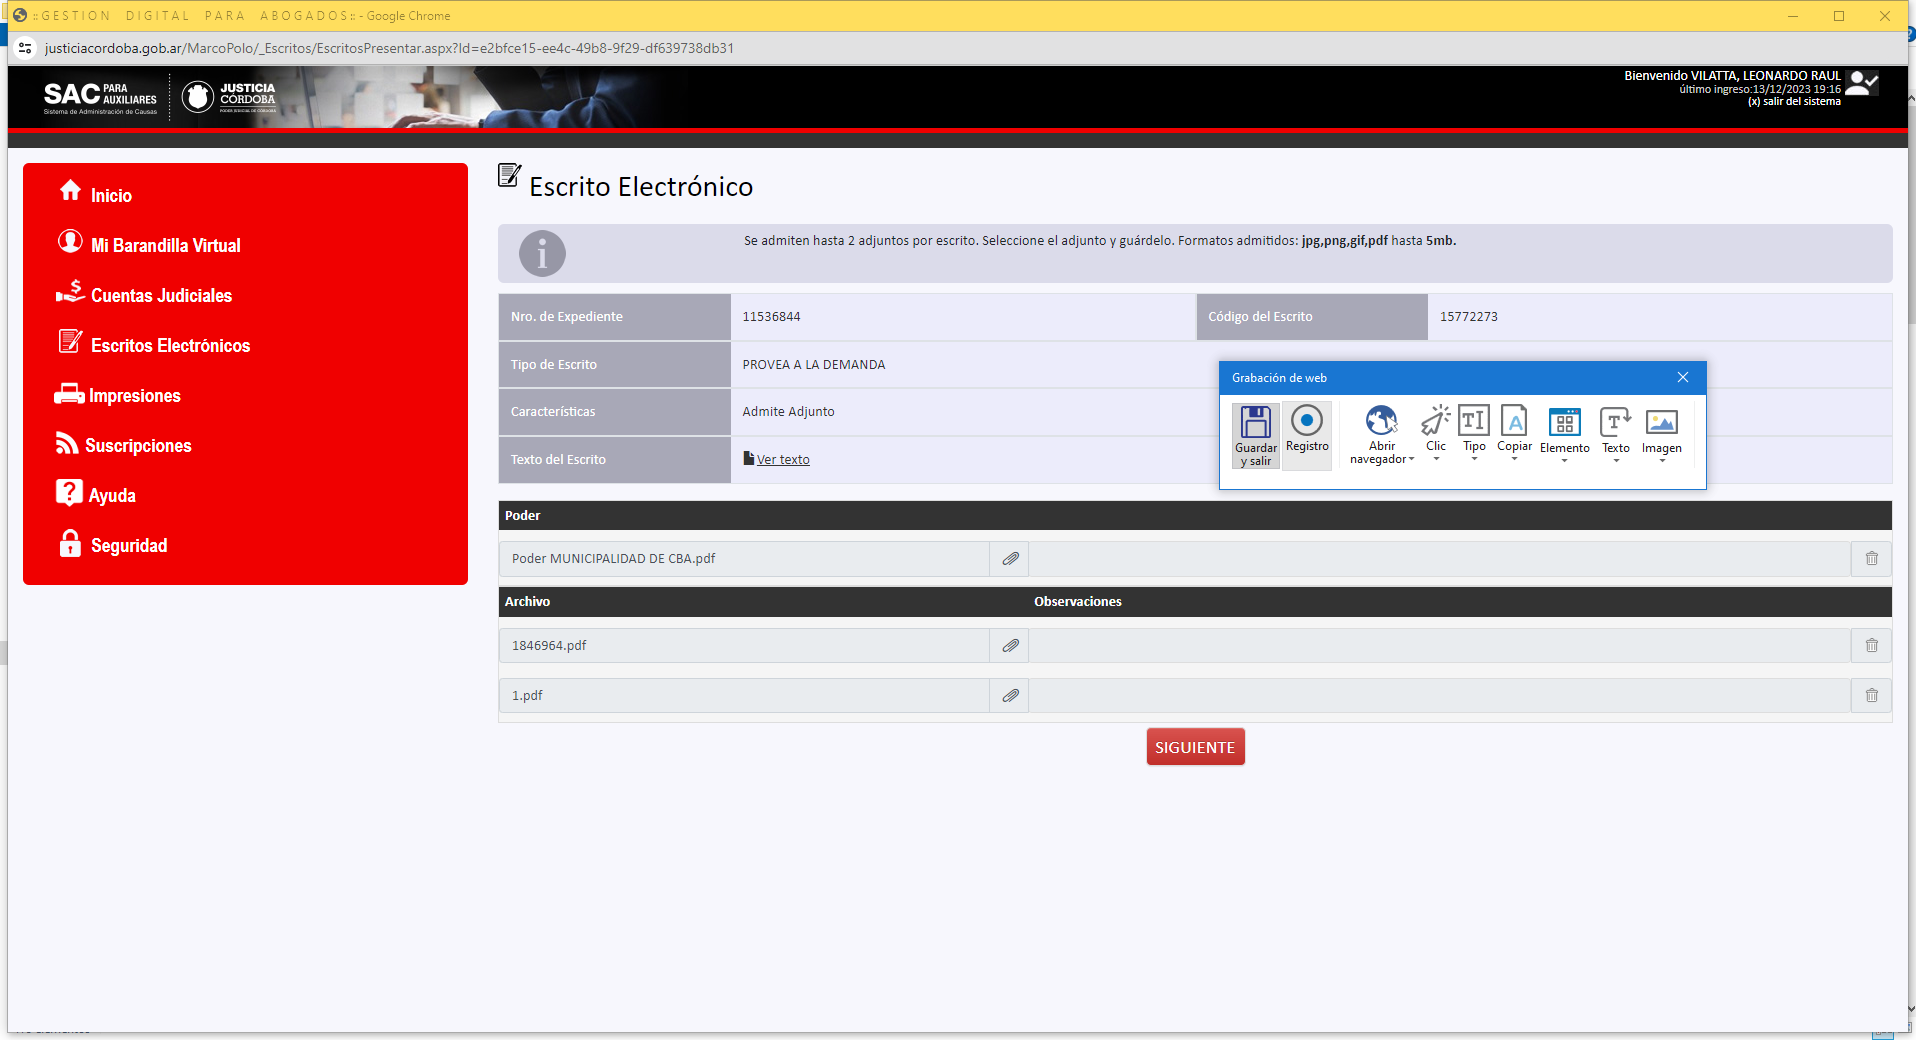 :: G E S T I O N   D I G I T A L   P A R A   A B O G A D O S :: - Google Chrome
justiciacordoba.gob.ar/MarcoPolo/_Escritos/EscritosPresentar.aspx?Id=e2bfce15-ee4c-49b8-9f29-df639738db31
SAC PARA AUXILIARES
Sistema de Administración de Causas
JUSTICIA CÓRDOBA
PODER JUDICIAL DE CÓRDOBA
Bienvenido VILATTA, LEONARDO RAUL
último ingreso:13/12/2023 19:16
(x) salir del sistema
Inicio
Mi Barandilla Virtual
Cuentas Judiciales
Escritos Electrónicos
Impresiones
Suscripciones
Ayuda
Seguridad
Escrito Electrónico
Se admiten hasta 2 adjuntos por escrito. Seleccione el adjunto y guárdelo. Formatos admitidos: jpg,png,gif,pdf hasta 5mb.
Nro. de Expediente 11536844 Código del Escrito 15772273
Tipo de Escrito PROVEA A LA DEMANDA
Características Admite Adjunto
Texto del Escrito Ver texto
Grabación de web
Guardar y salir
Registro
Abrir navegador
Clic
Tipo
Copiar
Elemento
Texto
Imagen
Poder
Poder MUNICIPALIDAD DE CBA.pdf
Archivo Observaciones
1846964.pdf
1.pdf
SIGUIENTE